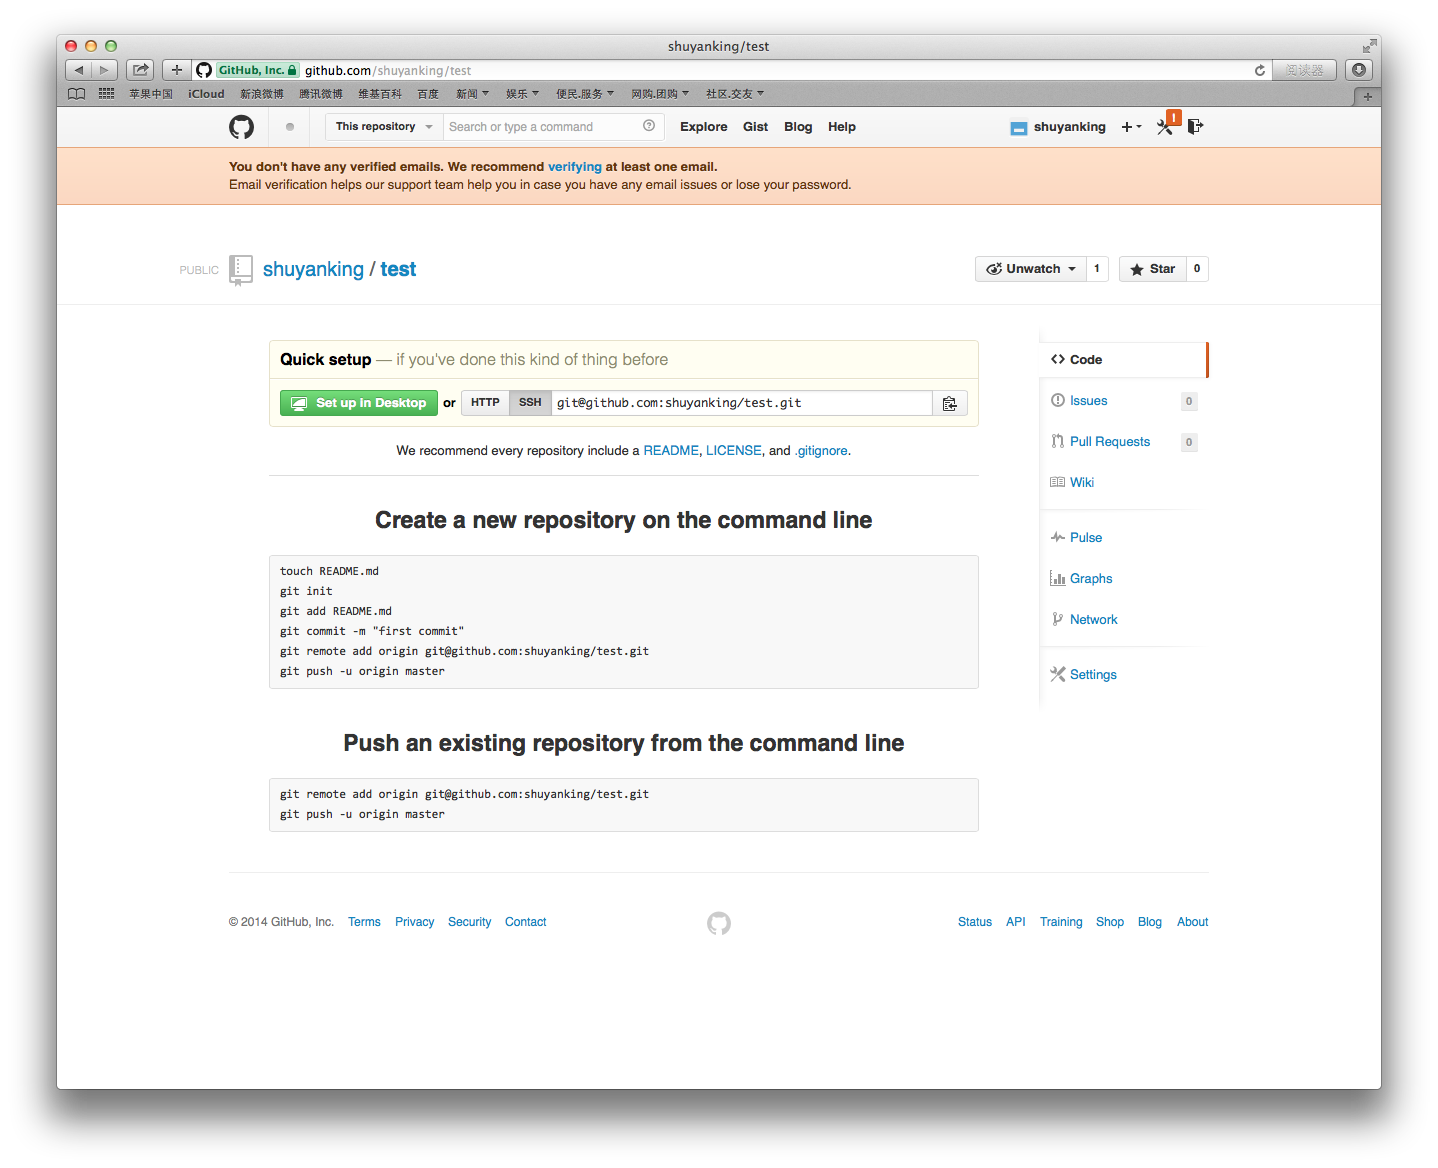 shuyanking/test
GitHub, Inc. github.com/shuyanking/test 阅读器
苹果中国 iCloud 新浪微博 腾讯微博 维基百科 百度 新闻 娱乐 便民.服务 网购.团购 社区.交友
This repository Search or type a command Explore Gist Blog Help shuyanking
You don't have any verified emails. We recommend verifying at least one email.
Email verification helps our support team help you in case you have any email issues or lose your password.
PUBLIC shuyanking / test Unwatch 1 Star 0
Quick setup — if you've done this kind of thing before
Set up in Desktop or HTTP SSH git@github.com:shuyanking/test.git
We recommend every repository include a README, LICENSE, and .gitignore.
Create a new repository on the command line
touch README.md
git init
git add README.md
git commit -m "first commit"
git remote add origin git@github.com:shuyanking/test.git
git push -u origin master
Push an existing repository from the command line
git remote add origin git@github.com:shuyanking/test.git
git push -u origin master
Code
Issues 0
Pull Requests 0
Wiki
Pulse
Graphs
Network
Settings
© 2014 GitHub, Inc. Terms Privacy Security Contact Status API Training Shop Blog About